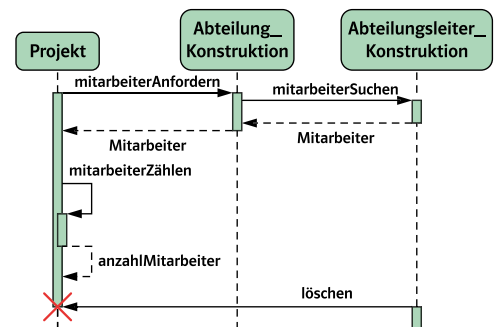 Projekt
Abteilung_
Konstruktion
Abteilungsleiter_
Konstruktion
mitarbeiterAnfordern
mitarbeiterSuchen
Mitarbeiter
Mitarbeiter
mitarbeiterZählen
anzahlMitarbeiter
löschen